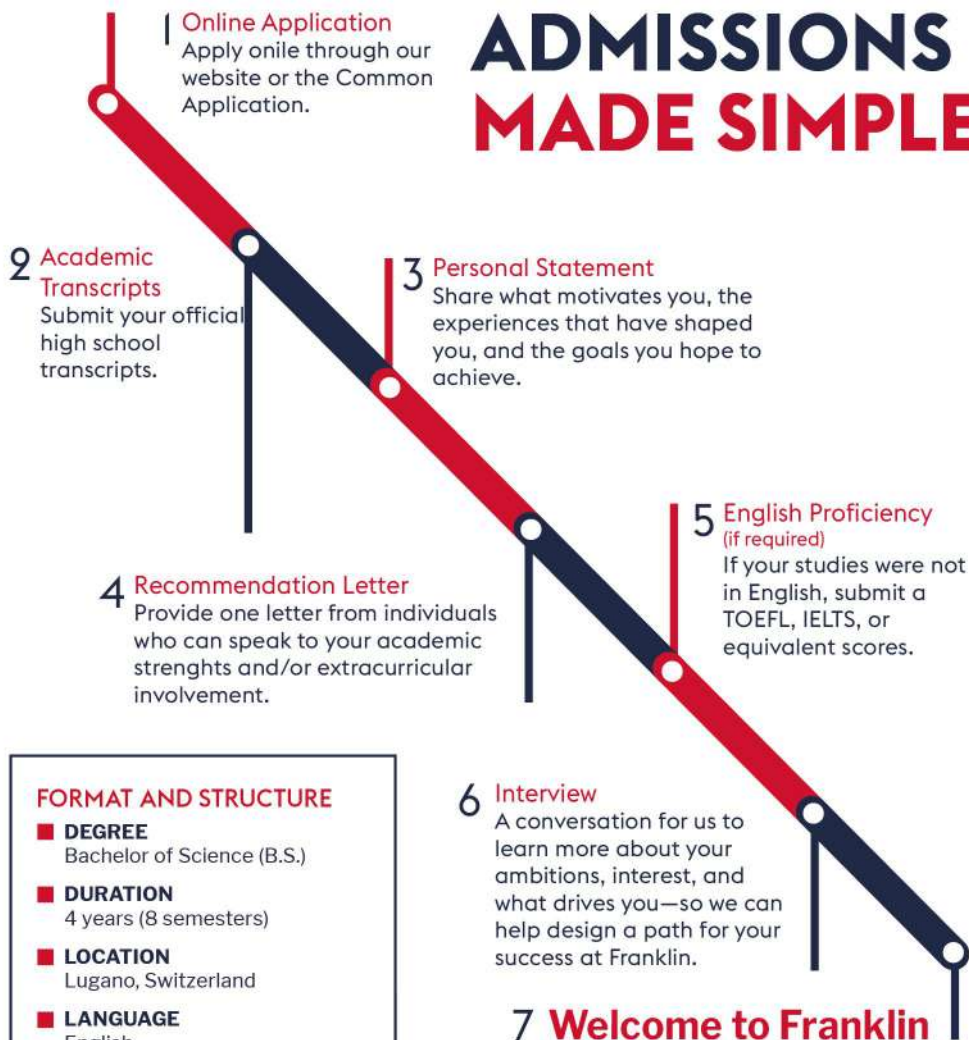 ADMISSIONS
MADE SIMPLE
1 Online Application
Apply onile through our
website or the Common
Application.
2 Academic
Transcripts
Submit your official
high school
transcripts.
3 Personal Statement
Share what motivates you, the
experiences that have shaped
you, and the goals you hope to
achieve.
4 Recommendation Letter
Provide one letter from individuals
who can speak to your academic
strenghts and/or extracurricular
involvement.
5 English Proficiency
(if required)
If your studies were not
in English, submit a
TOEFL, IELTS, or
equivalent scores.
6 Interview
A conversation for us to
learn more about your
ambitions, interest, and
what drives you—so we can
help design a path for your
success at Franklin.
7 Welcome to Franklin
FORMAT AND STRUCTURE
DEGREE
Bachelor of Science (B.S.)
DURATION
4 years (8 semesters)
LOCATION
Lugano, Switzerland
LANGUAGE
English